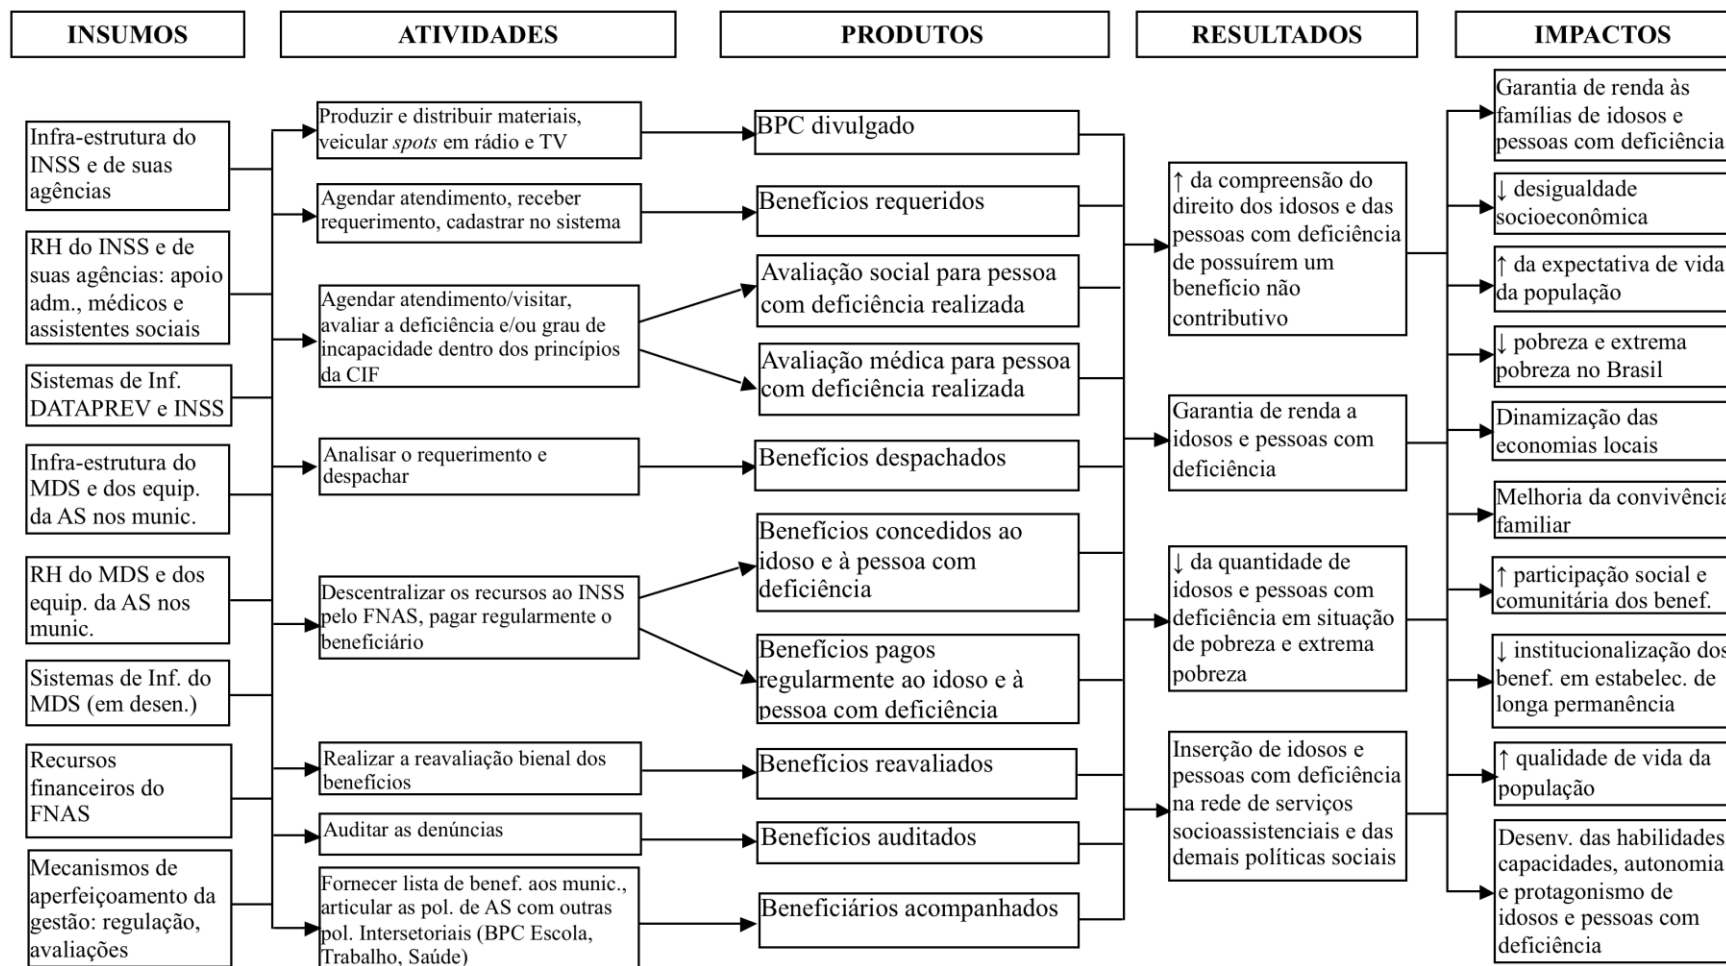 INSUMOS
ATIVIDADES
PRODUTOS
RESULTADOS
IMPACTOS
Infra-estrutura do
INSS e de suas
agências
RH do INSS e de
suas agências: apoio
adm., médicos e
assistentes sociais
Sistemas de Inf.
DATAPREV e INSS
Infra-estrutura do
MDS e dos equip.
da AS nos munic.
RH do MDS e dos
equip. da AS nos
munic.
Sistemas de Inf. do
MDS (em desen.)
Recursos
financeiros do
FNAS
Mecanismos de
aperfeiçoamento da
gestão: regulação,
avaliações
Produzir e distribuir materiais,
veicular spots em rádio e TV
Agendar atendimento, receber
requerimento, cadastrar no sistema
Agendar atendimento/visitar,
avaliar a deficiência e/ou grau de
incapacidade dentro dos princípios
da CIF
Analisar o requerimento e
despachar
Descentralizar os recursos ao INSS
pelo FNAS, pagar regularmente o
beneficiário
Realizar a reavaliação bienal dos
benefícios
Auditar as denúncias
Fornecer lista de benef. aos munic.,
articular as pol. de AS com outras
pol. Intersetoriais (BPC Escola,
Trabalho, Saúde)
BPC divulgado
Benefícios requeridos
Avaliação social para pessoa
com deficiência realizada
Avaliação médica para pessoa
com deficiência realizada
Benefícios despachados
Benefícios concedidos ao
idoso e à pessoa com
deficiência
Benefícios pagos
regularmente ao idoso e à
pessoa com deficiência
Benefícios reavaliados
Benefícios auditados
Beneficiários acompanhados
↑ da compreensão do
direito dos idosos e das
pessoas com deficiência
de possuírem um
benefício não
contributivo
Garantia de renda a
idosos e pessoas com
deficiência
↓ da quantidade de
idosos e pessoas com
deficiência em situação
de pobreza e extrema
pobreza
Inserção de idosos e
pessoas com deficiência
na rede de serviços
socioassistenciais e das
demais políticas sociais
Garantia de renda às
famílias de idosos e
pessoas com deficiência
↓ desigualdade
socioeconômica
↑ da expectativa de vida
da população
↓ pobreza e extrema
pobreza no Brasil
Dinamização das
economias locais
Melhoria da convivência
familiar
↑ participação social e
comunitária dos benef.
↓ institucionalização dos
benef. em estabelec. de
longa permanência
↑ qualidade de vida da
população
Desenv. das habilidades,
capacidades, autonomia
e protagonismo de
idosos e pessoas com
deficiência